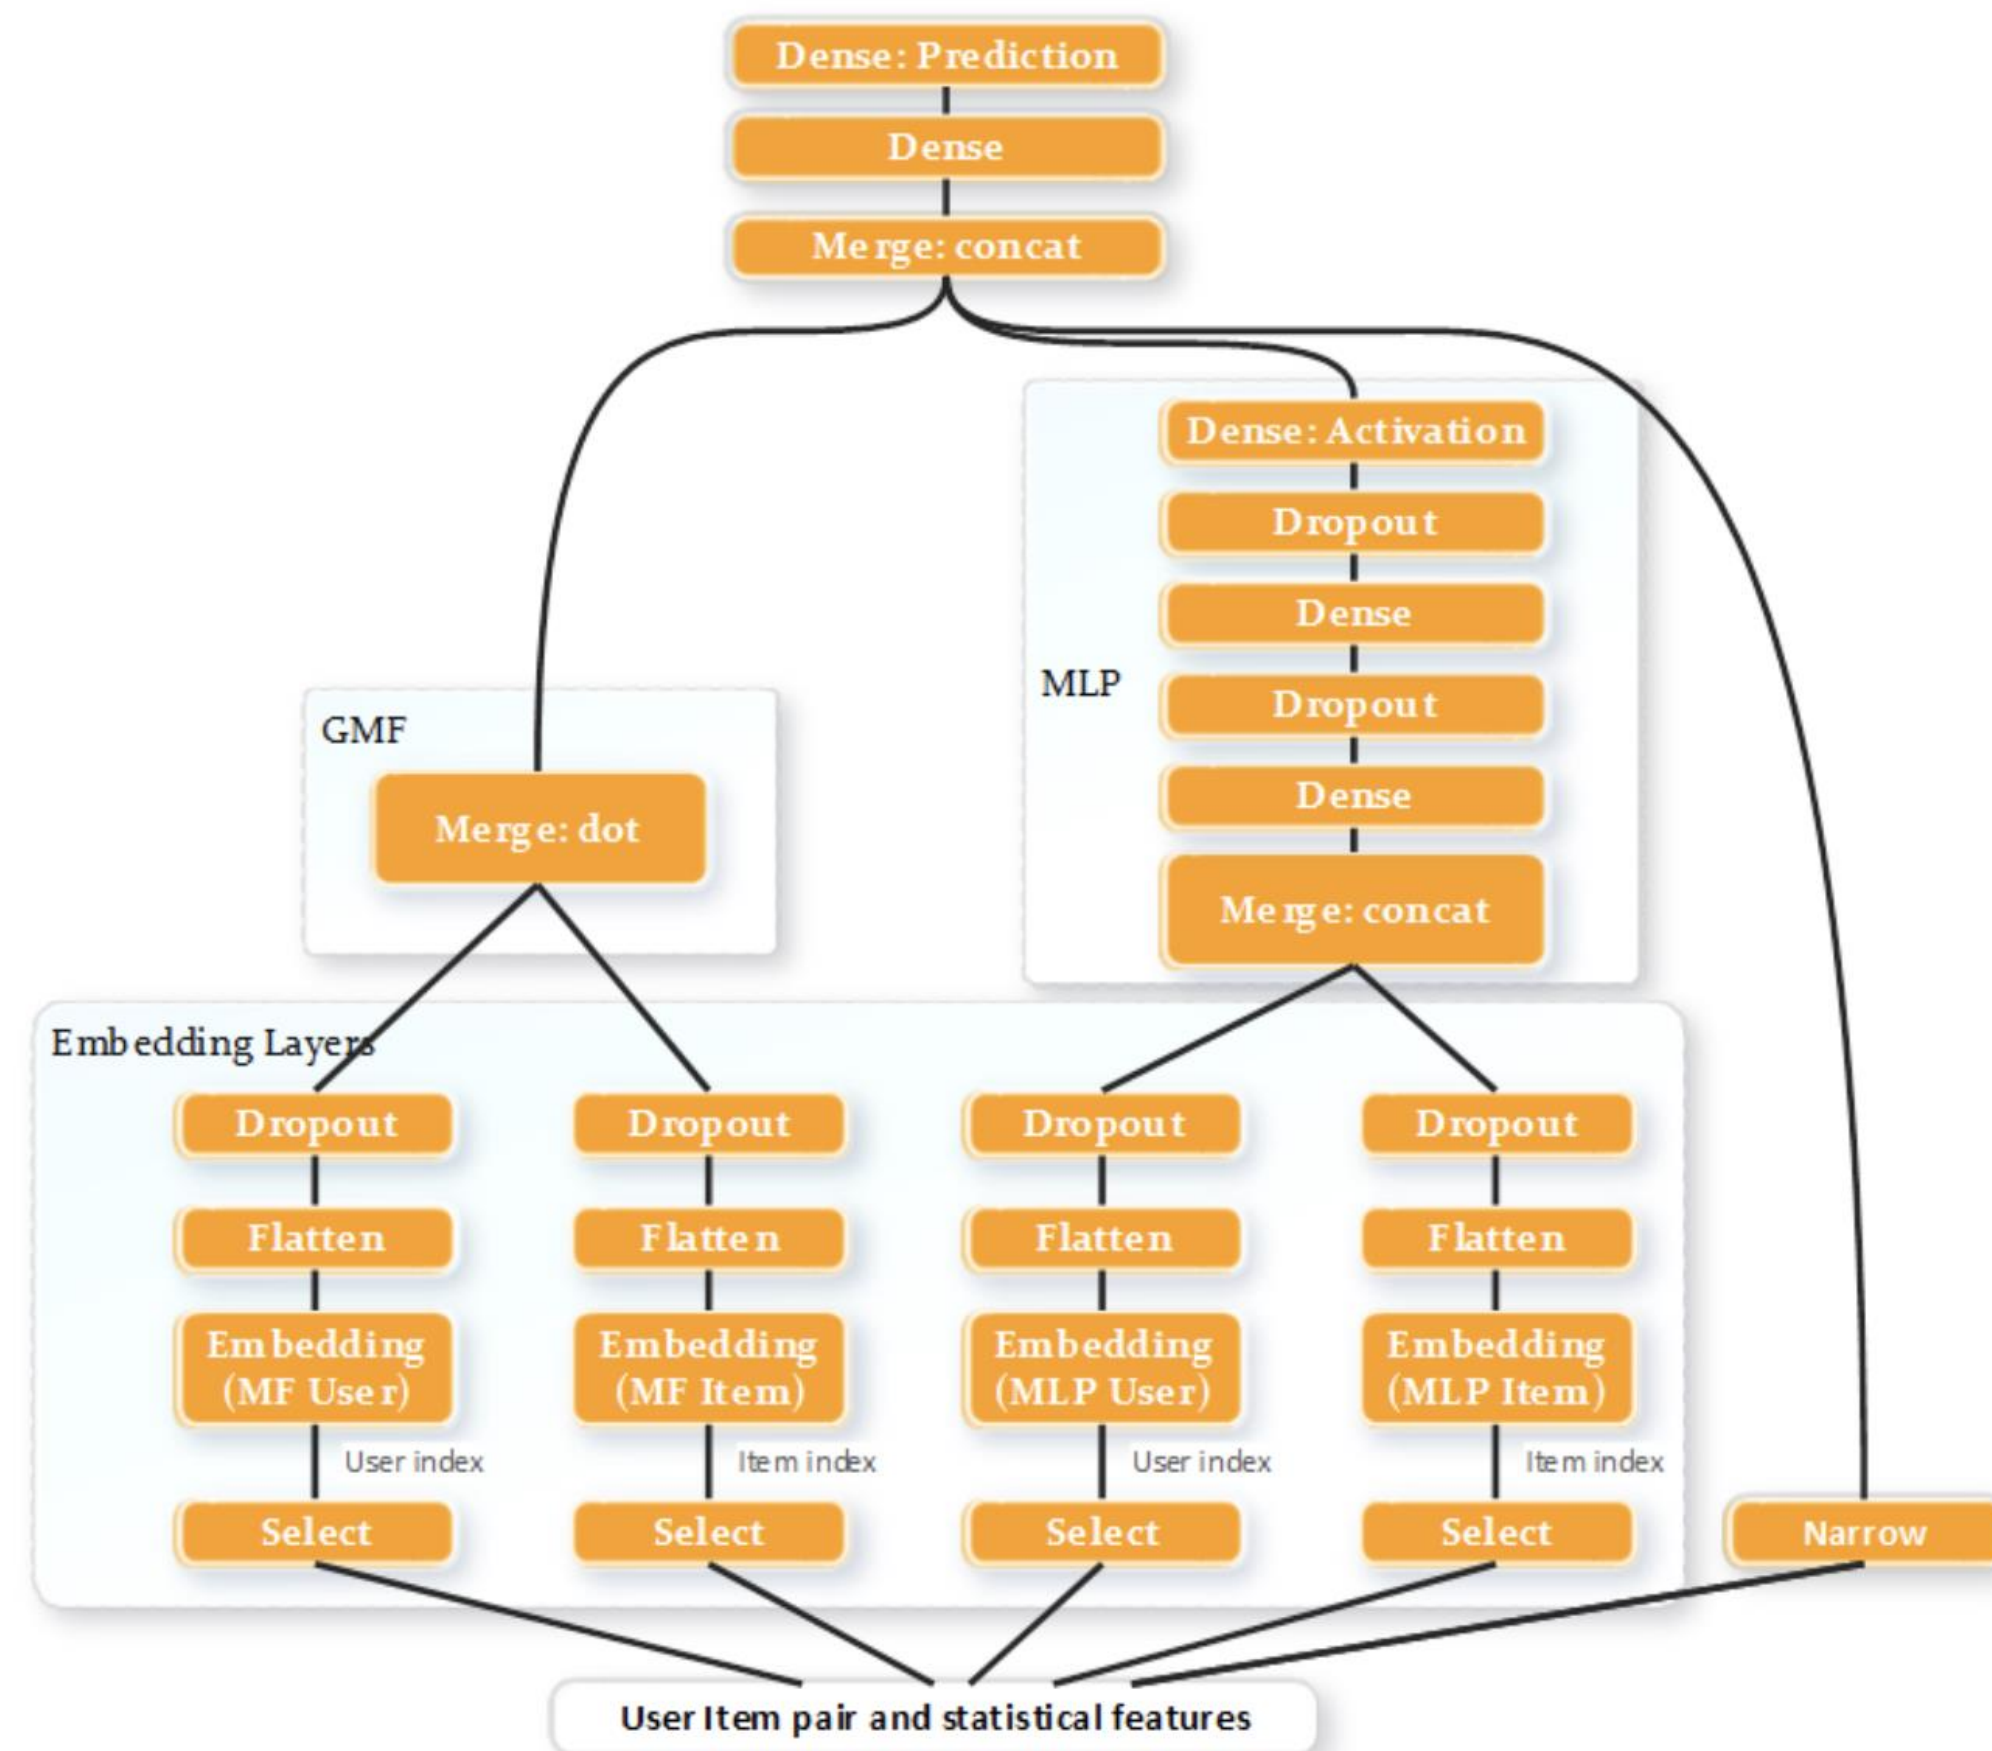 Dense: Prediction
Dense
Merge: concat
Dense: Activation
Dropout
Dense
MLP
Dropout
GMF
Dense
Merge: dot
Merge: concat
Embedding Layers
Dropout Dropout Dropout Dropout
Flatten Flatten Flatten Flatten
Embedding Embedding Embedding Embedding
(MF User) (MF Item) (MLP User) (MLP Item)
User index Item index User index Item index
Select Select Select Select Narrow
User Item pair and statistical features